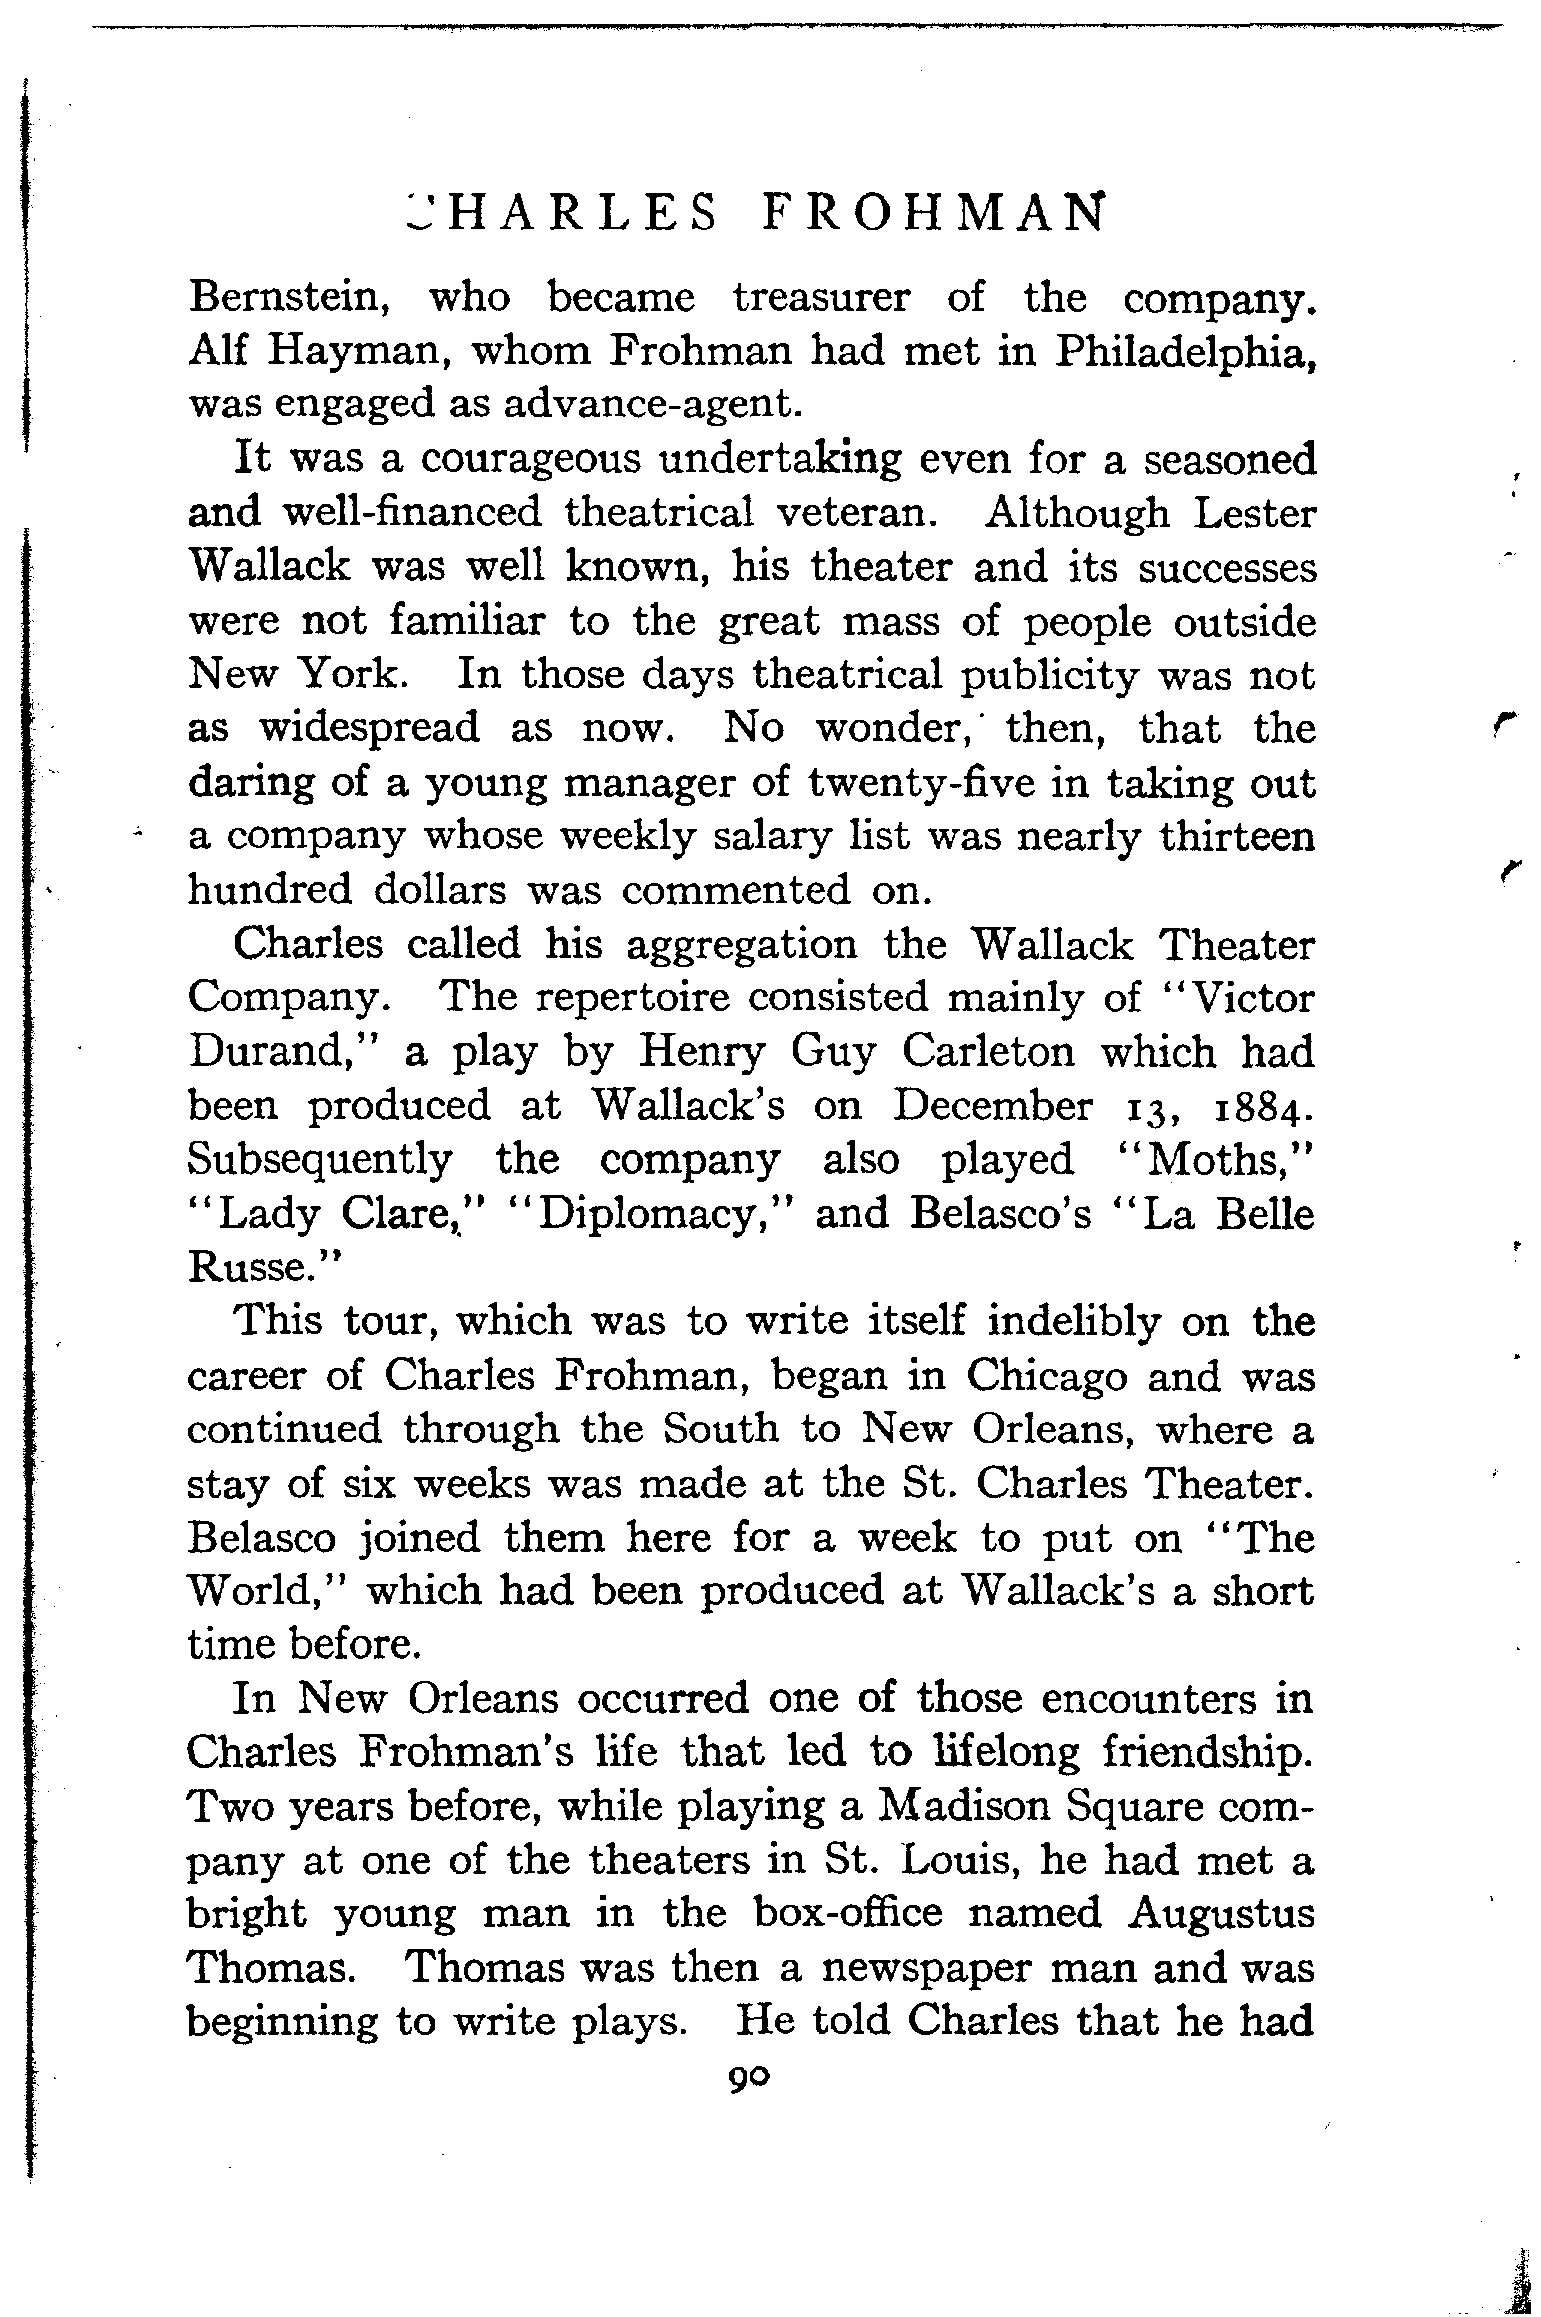 CHARLES FROHMAN
Bernstein, who became treasurer of the company.
Alf Hayman, whom Frohman had met in Philadelphia,
was engaged as advance-agent.
It was a courageous undertaking even for a seasoned
and well-financed theatrical veteran. Although Lester
Wallack was well known, his theater and its successes
were not familiar to the great mass of people outside
New York. In those days theatrical publicity was not
as widespread as now. No wonder, then, that the
daring of a young manager of twenty-five in taking out
a company whose weekly salary list was nearly thirteen
hundred dollars was commented on.
Charles called his aggregation the Wallack Theater
Company. The repertoire consisted mainly of "Victor
Durand," a play by Henry Guy Carleton which had
been produced at Wallack's on December 13, 1884.
Subsequently the company also played "Moths,"
"Lady Clare," "Diplomacy," and Belasco's "La Belle
Russe."
This tour, which was to write itself indelibly on the
career of Charles Frohman, began in Chicago and was
continued through the South to New Orleans, where a
stay of six weeks was made at the St. Charles Theater.
Belasco joined them here for a week to put on "The
World," which had been produced at Wallack's a short
time before.
In New Orleans occurred one of those encounters in
Charles Frohman's life that led to lifelong friendship.
Two years before, while playing a Madison Square com-
pany at one of the theaters in St. Louis, he had met a
bright young man in the box-office named Augustus
Thomas. Thomas was then a newspaper man and was
beginning to write plays. He told Charles that he had
90